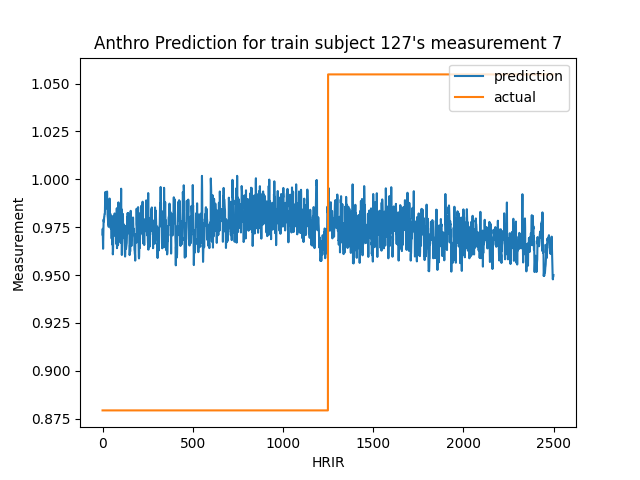 Anthro Prediction for train subject 127's measurement 7
prediction
actual
1.050
1.025
1.000
0.975
0.950
0.925
0.900
0.875
Measurement
0
500
1000
1500
2000
2500
HRIR